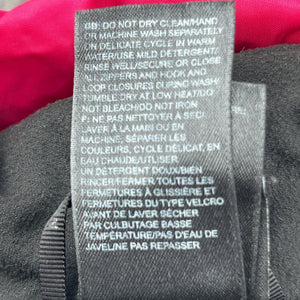 GB: DO NOT DRY CLEAN/HAND
OR MACHINE WASH SEPARATELY
ON DELICATE CYCLE IN WARM
WATER/USE MILD DETERGENT/
RINSE WELL/SECURE OR CLOSE
ALL ZIPPERS AND HOOK AND
LOOP CLOSURES DURING WASH/
TUMBLE DRY AT LOW HEAT/DO
NOT BLEACH/DO NOT IRON
F: NE PAS NETTOYER À SEC/
LAVER À LA MAIN OU EN
MACHINE, SÉPARER LES
COULEURS, CYCLE DÉLICAT, EN
EAU CHAUDE/UTILISER
UN DÉTERGENT DOUX/BIEN
RINCER/FERMER TOUTES LES
FERMETURES À GLISSIÈRE ET
FERMETURES DU TYPE VELCRO
AVANT DE LAVER SÉCHER
PAR CULBUTAGE BASSE
TEMPÉRATURE/PAS D'EAU DE
JAVEL/NE PAS REPASSER